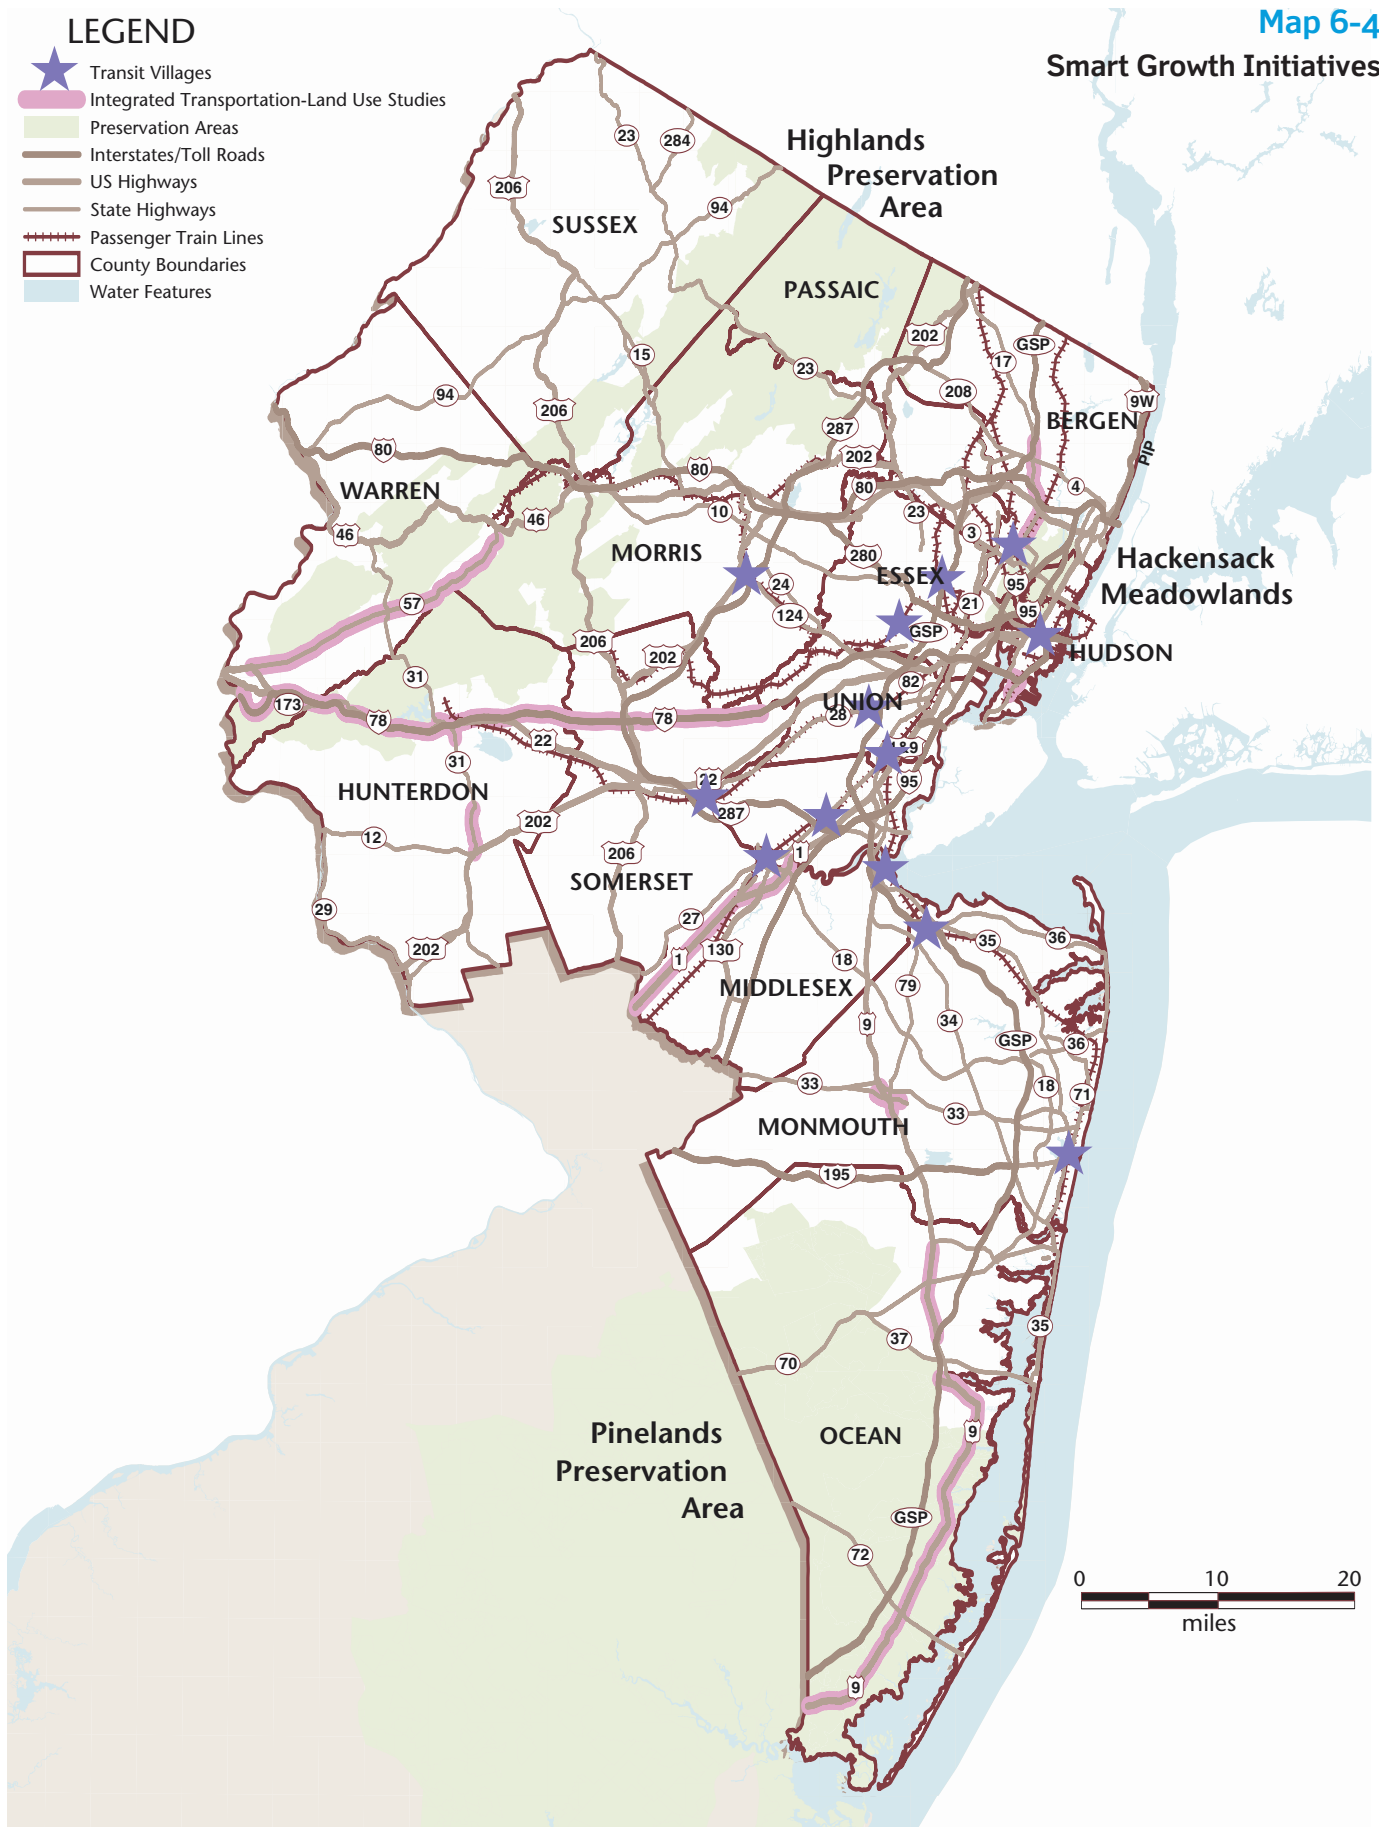 LEGEND
Transit Villages
Integrated Transportation-Land Use Studies
Preservation Areas
Interstates/Toll Roads
US Highways
State Highways
Passenger Train Lines
County Boundaries
Water Features
Map 6-4
Smart Growth Initiatives
Highlands
Preservation
Area
23
284
206
94
SUSSEX
PASSAIC
202
GSP
17
15
23
208
94
9W
206
BERGEN
287
PIP
80
202
80
80
4
WARREN
10
23
46
46
3
MORRIS
280
Hackensack
ESSEX
24
95
Meadowlands
57
21
95
124
GSP
206
HUDSON
202
31
82
173
UNION
78
78
28
22
1&9
31
22
95
HUNTERDON
287
202
12
1
206
SOMERSET
29
27
35
36
202
130
1
18
79
MIDDLESEX
34
9
GSP
36
33
18
71
33
MONMOUTH
195
35
37
70
Pinelands
Preservation
Area
OCEAN
9
GSP
72
0 10 20
miles
9